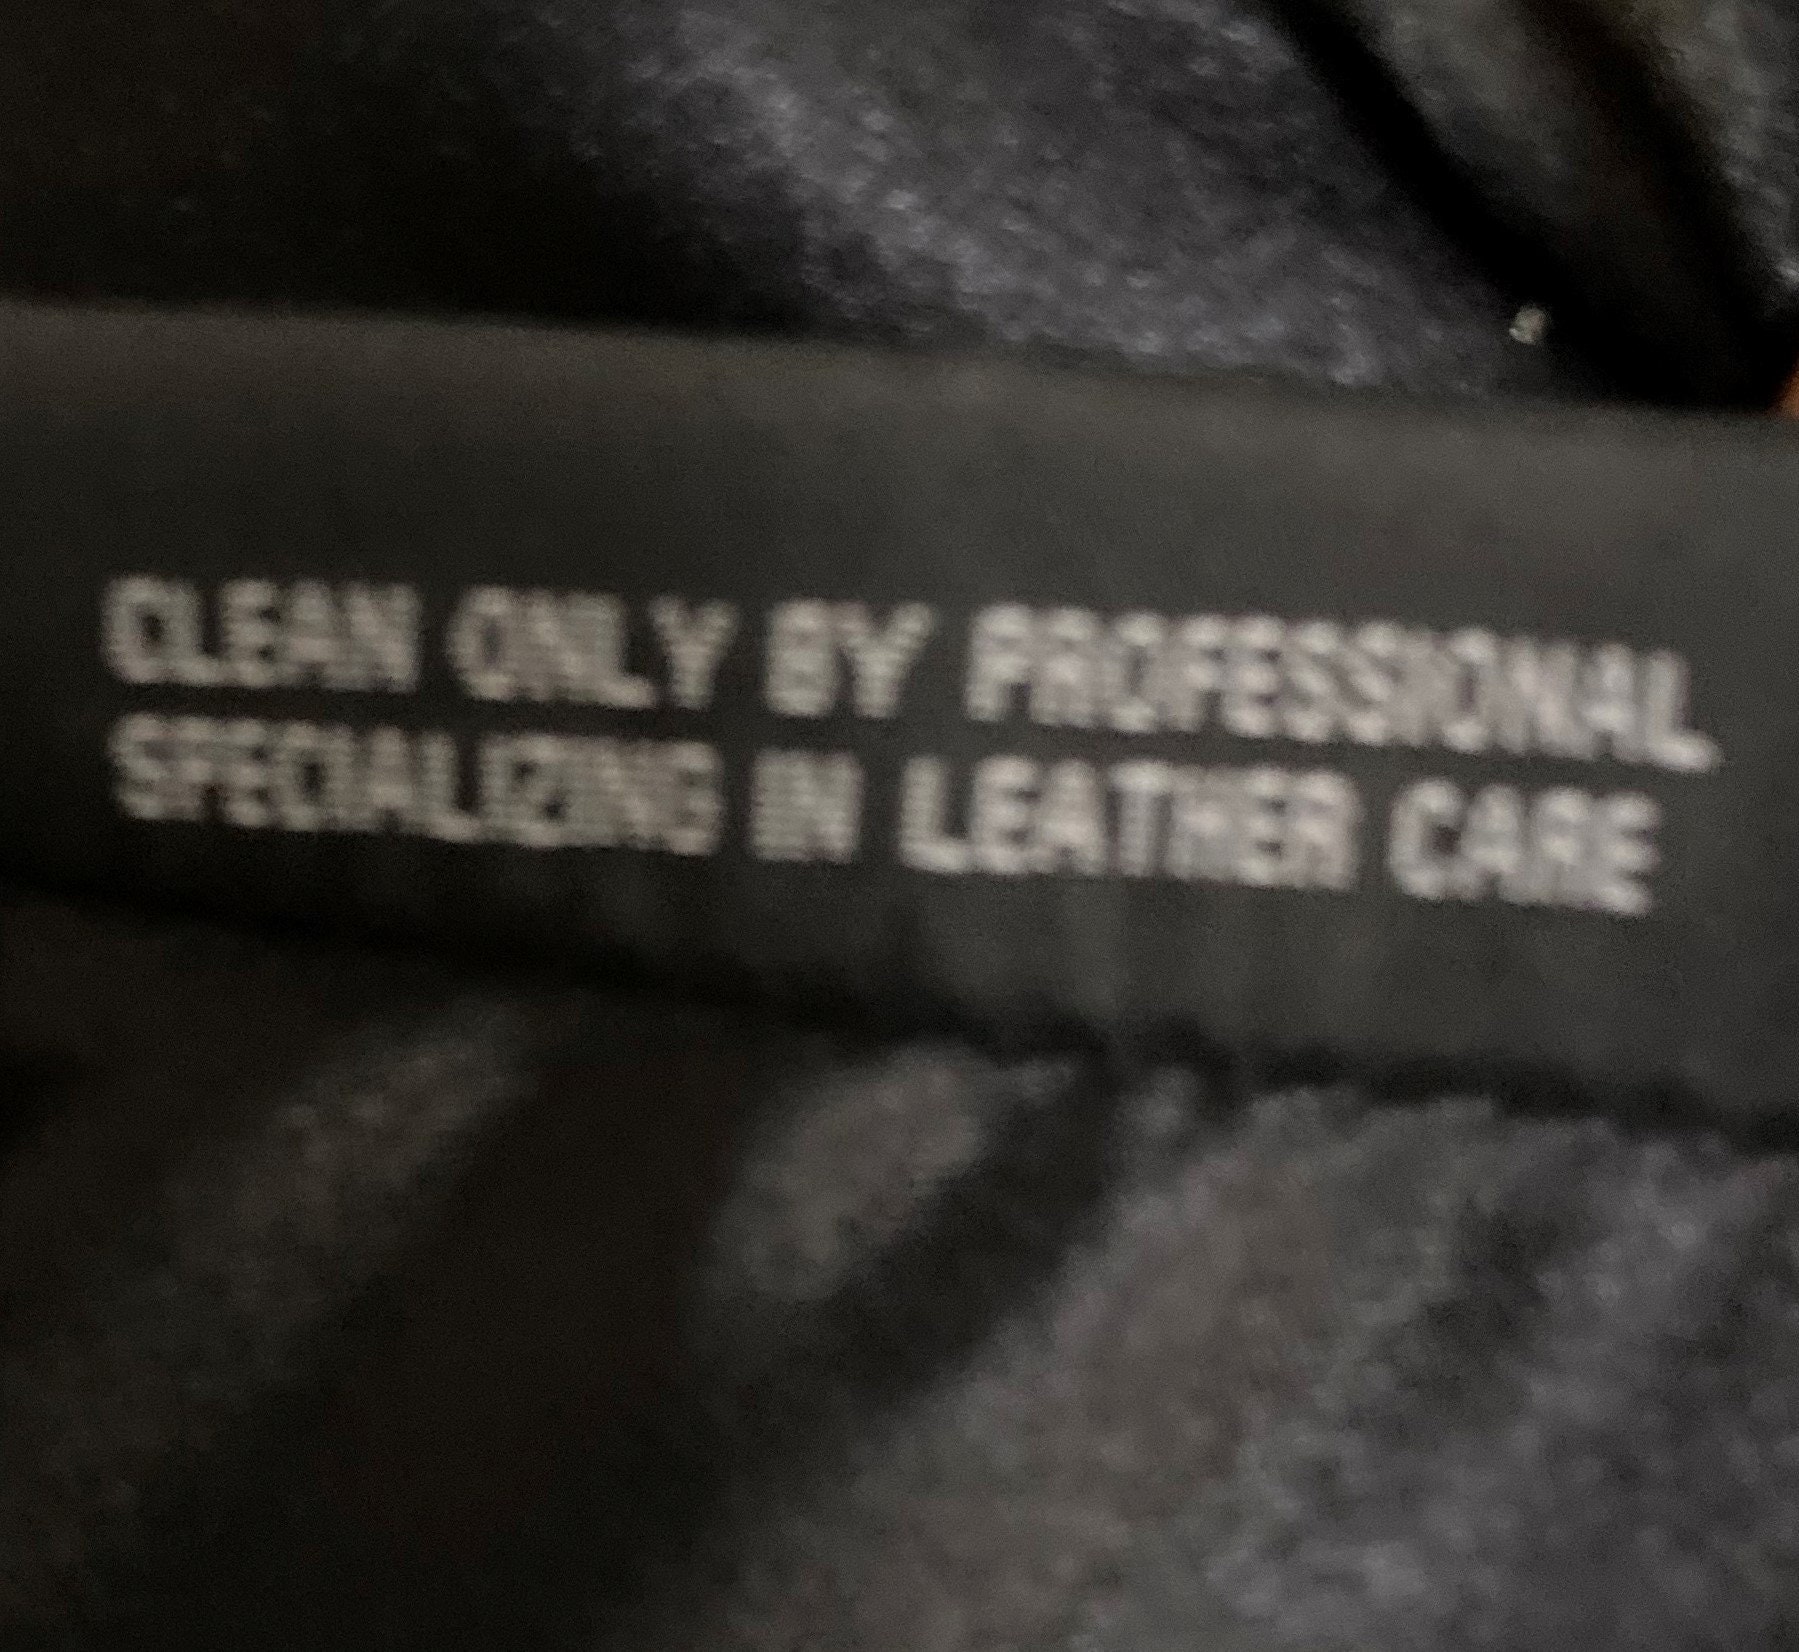 CLEAN ONLY BY PROFESSIONAL
SPECIALIZING IN LEATHER CARE